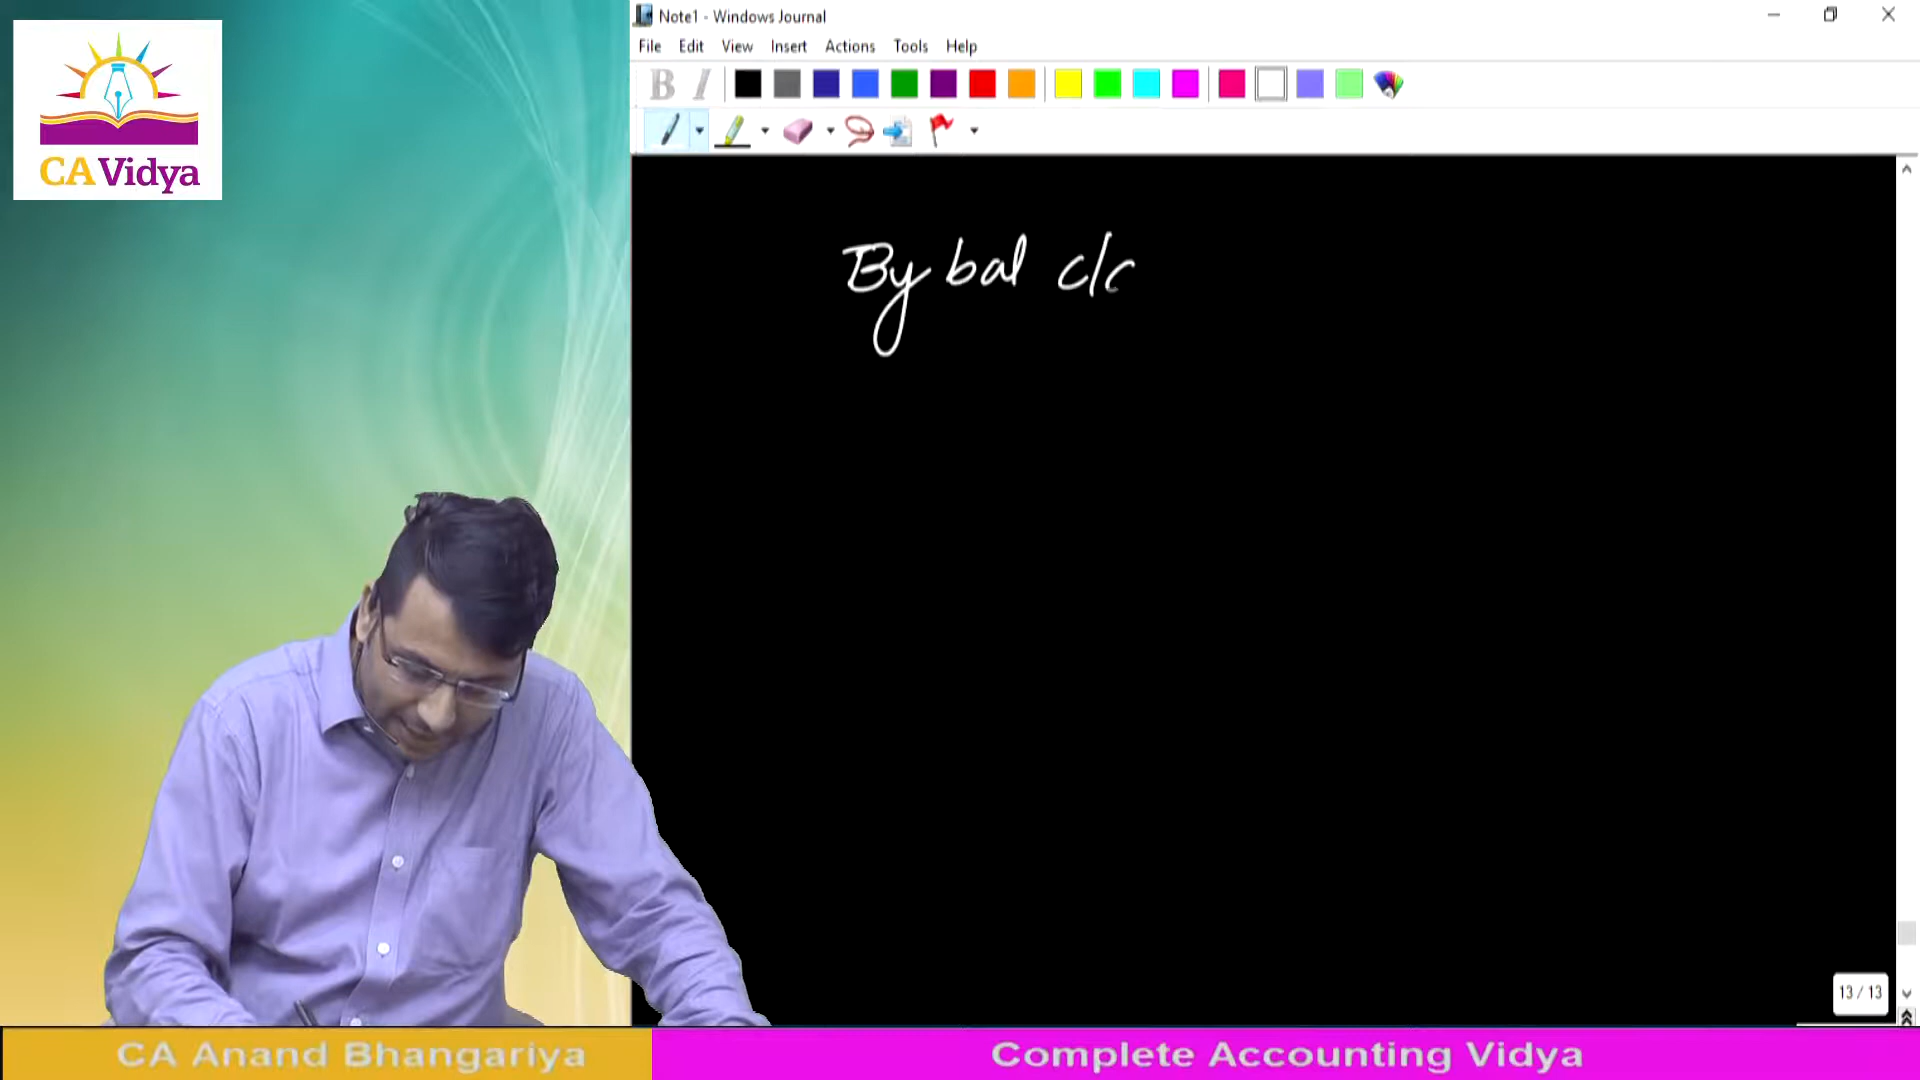 CA Vidya
Note1 - Windows Journal
File Edit View Insert Actions Tools Help
B I
By bal c/c
13 / 13
CA Anand Bhangariya
Complete Accounting Vidya